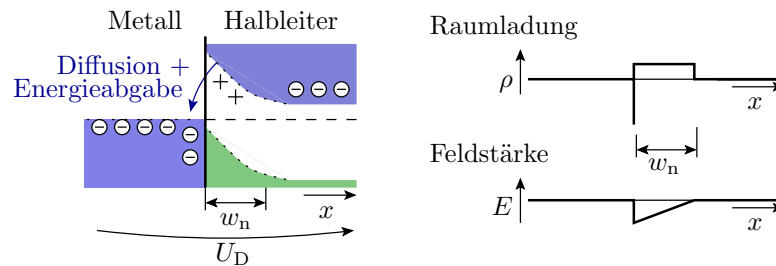 Metall
Halbleiter
Diffusion +
Energieabgabe
+
+
− − −
− − − −
−
−
x
w_n
U_D
Raumladung
ρ
x
w_n
Feldstärke
E
x